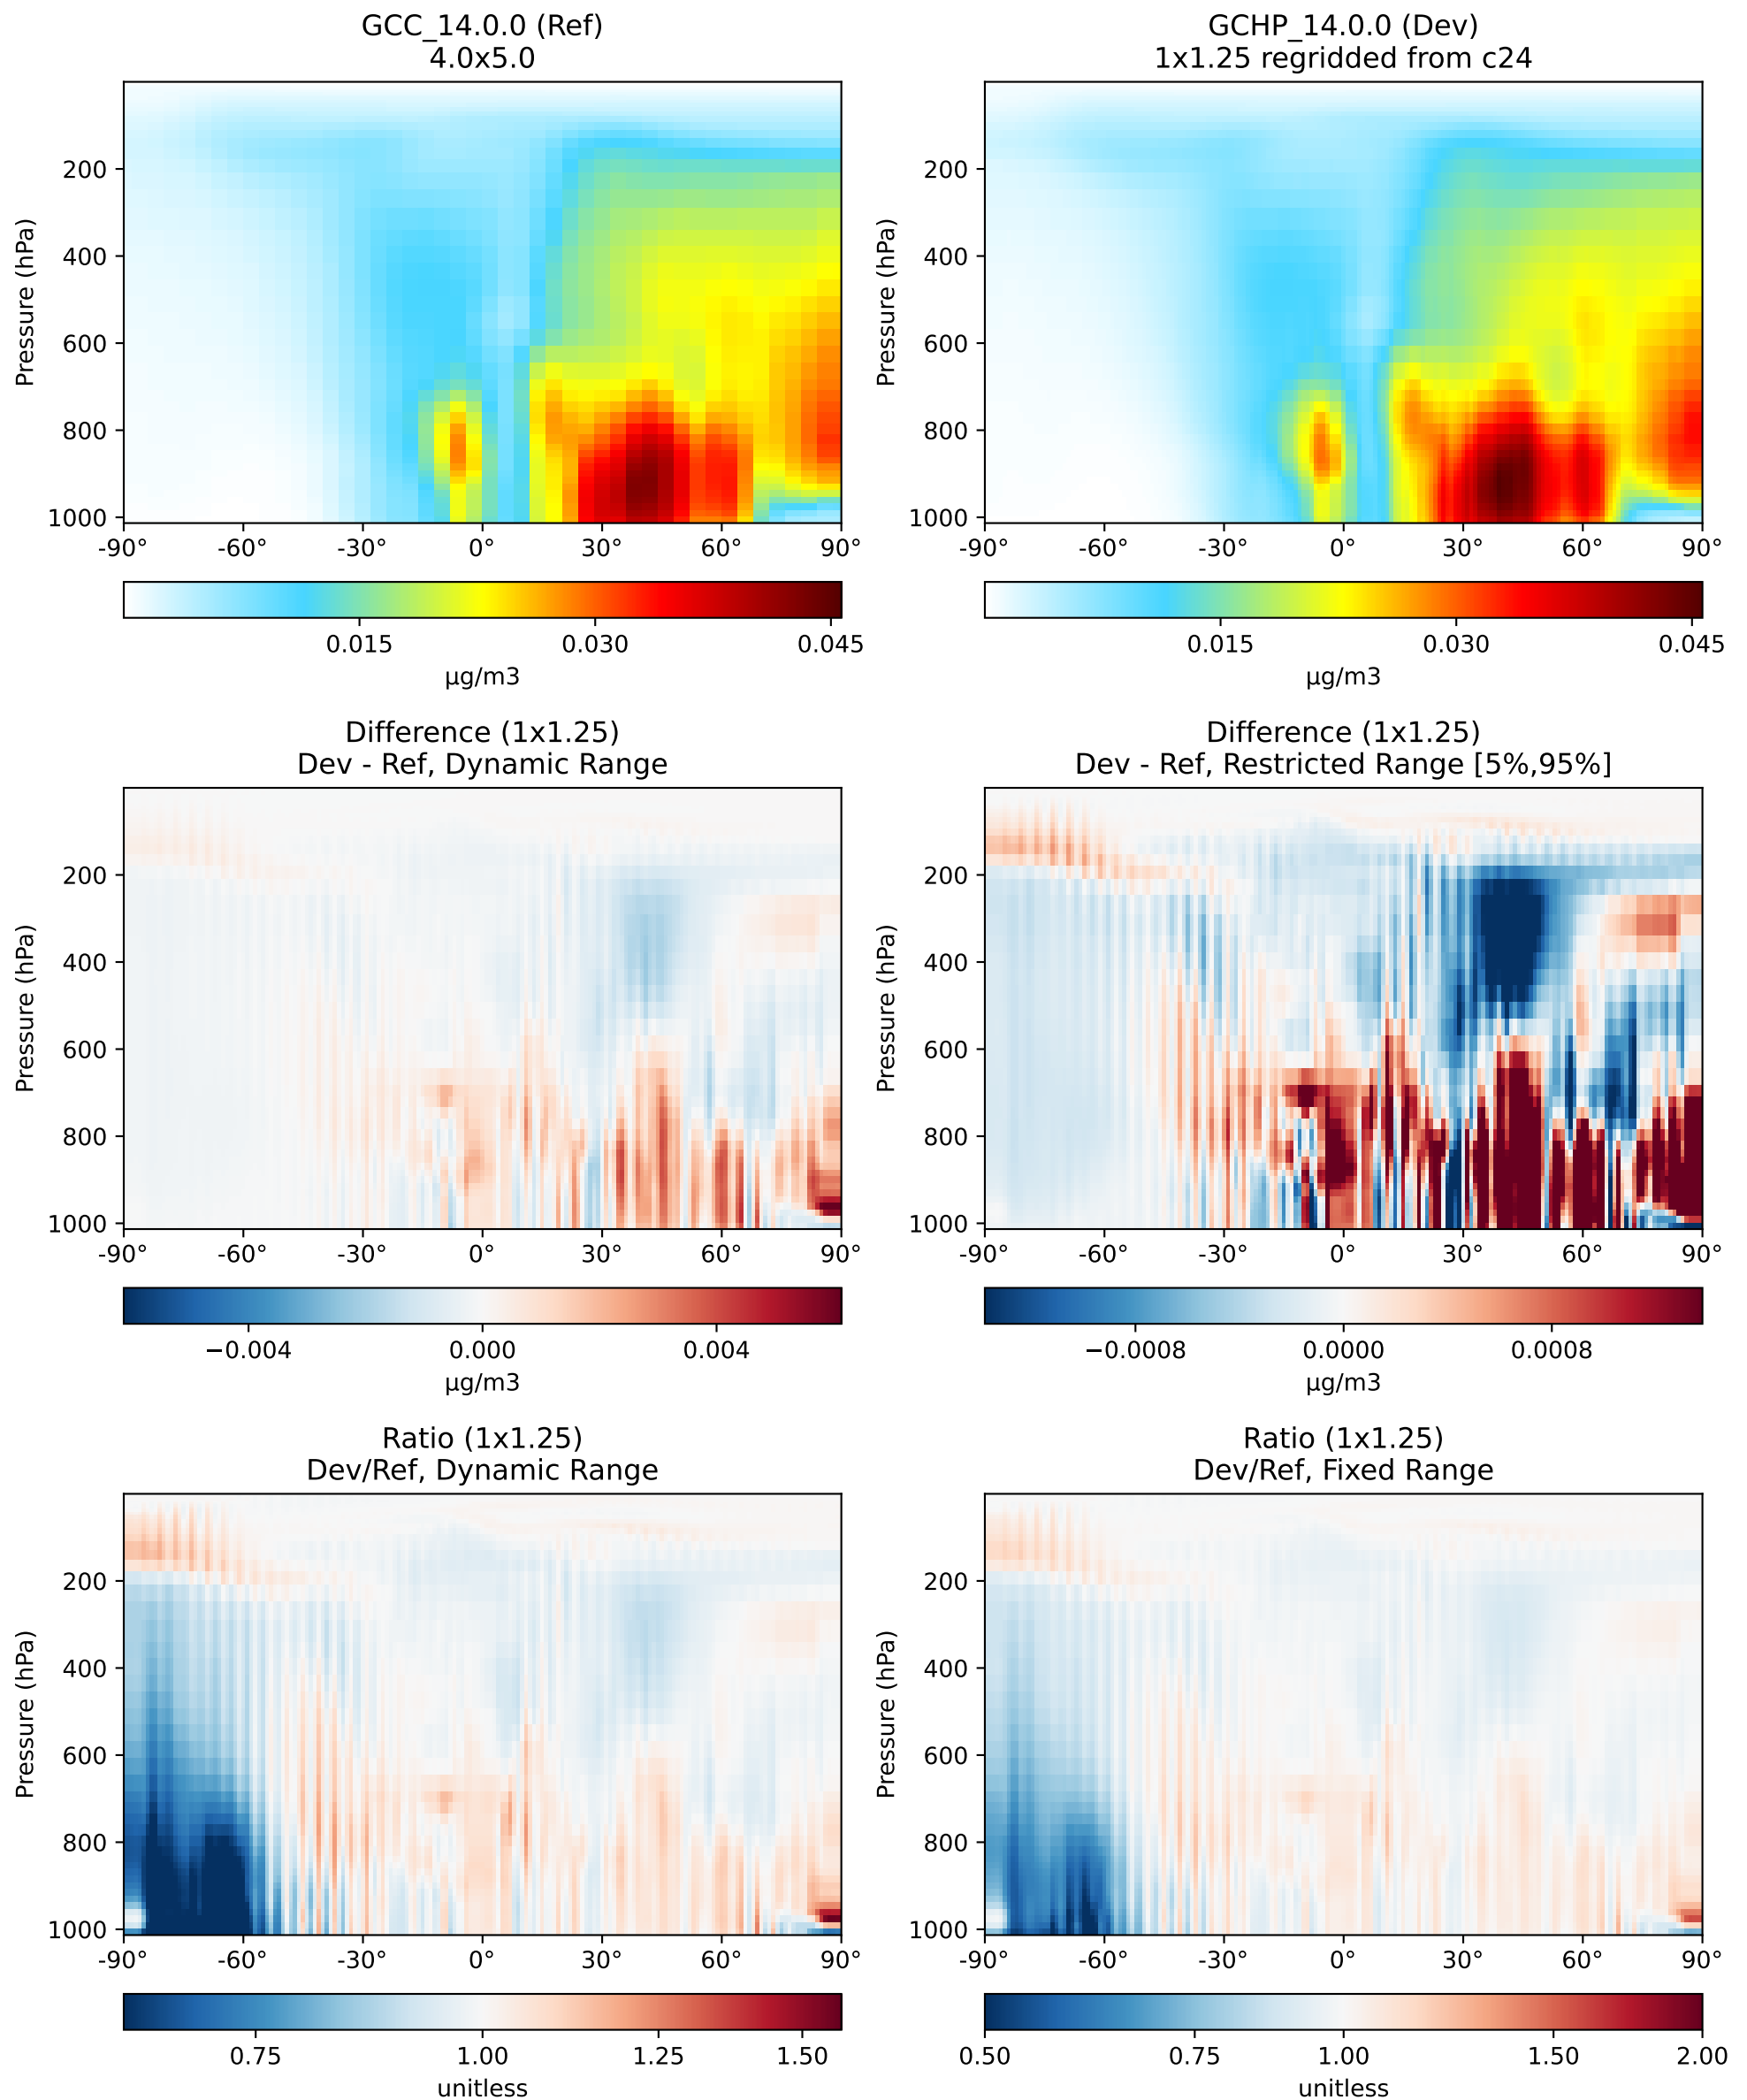 GCC_14.0.0 (Ref)
4.0x5.0
Pressure (hPa)
200
400
600
800
1000
-90° -60° -30° 0° 30° 60° 90°
0.015 0.030 0.045
μg/m3
GCHP_14.0.0 (Dev)
1x1.25 regridded from c24
Pressure (hPa)
200
400
600
800
1000
-90° -60° -30° 0° 30° 60° 90°
0.015 0.030 0.045
μg/m3
Difference (1x1.25)
Dev - Ref, Dynamic Range
Pressure (hPa)
200
400
600
800
1000
-90° -60° -30° 0° 30° 60° 90°
−0.004 0.000 0.004
μg/m3
Difference (1x1.25)
Dev - Ref, Restricted Range [5%,95%]
Pressure (hPa)
200
400
600
800
1000
-90° -60° -30° 0° 30° 60° 90°
−0.0008 0.0000 0.0008
μg/m3
Ratio (1x1.25)
Dev/Ref, Dynamic Range
Pressure (hPa)
200
400
600
800
1000
-90° -60° -30° 0° 30° 60° 90°
0.75 1.00 1.25 1.50
unitless
Ratio (1x1.25)
Dev/Ref, Fixed Range
Pressure (hPa)
200
400
600
800
1000
-90° -60° -30° 0° 30° 60° 90°
0.50 0.75 1.00 1.50 2.00
unitless